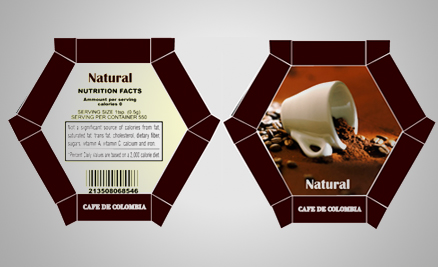 Natural
NUTRITION FACTS
Ammount per serving
calories 0
SERVING SIZE 1tsp. (0.5g)
SERVING PER CONTAINER 550
Not a significant source of calories from fat,
saturated fat, trans fat, cholesterol, dietary fiber,
sugars, vitamin A, vitamin C, calcium and iron.
Percent Daily values are based on a 2,000 calorie diet
213508068546
CAFE DE COLOMBIA
Natural
CAFE DE COLOMBIA